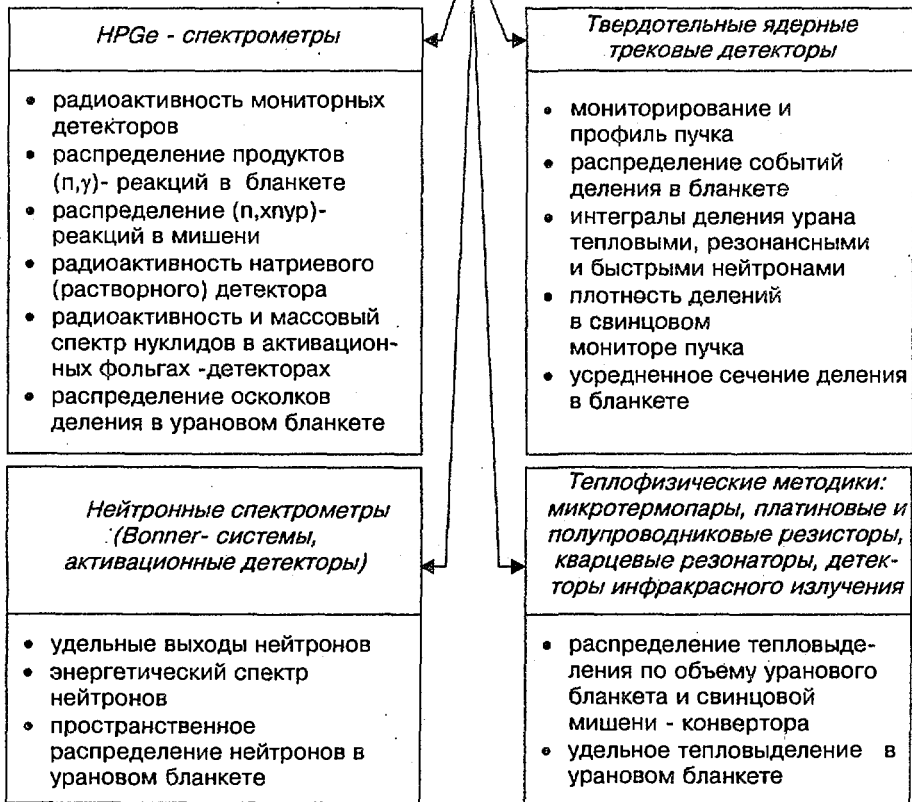 HPGe - спектрометры
• радиоактивность мониторных
детекторов
• распределение продуктов
(n,γ)- реакций в бланкете
• распределение (n,xnyp)-
реакций в мишени
• радиоактивность натриевого
(растворного) детектора
• радиоактивность и массовый
спектр нуклидов в активацион-
ных фольгах -детекторах
• распределение осколков
деления в урановом бланкете
Твердотельные ядерные
трековые детекторы
• мониторирование и
профиль пучка
• распределение событий
деления в бланкете
• интегралы деления урана
тепловыми, резонансными
и быстрыми нейтронами
• плотность делений
в свинцовом
мониторе пучка
• усредненное сечение деления
в бланкете
Нейтронные спектрометры
(Bonner- системы,
активационные детекторы)
• удельные выходы нейтронов
• энергетический спектр
нейтронов
• пространственное
распределение нейтронов в
урановом бланкете
Теплофизические методики:
микротермопары, платиновые и
полупроводниковые резисторы,
кварцевые резонаторы, детек-
торы инфракрасного излучения
• распределение тепловыде-
ления по объему уранового
бланкета и свинцовой
мишени - конвертора
• удельное тепловыделение в
урановом бланкете